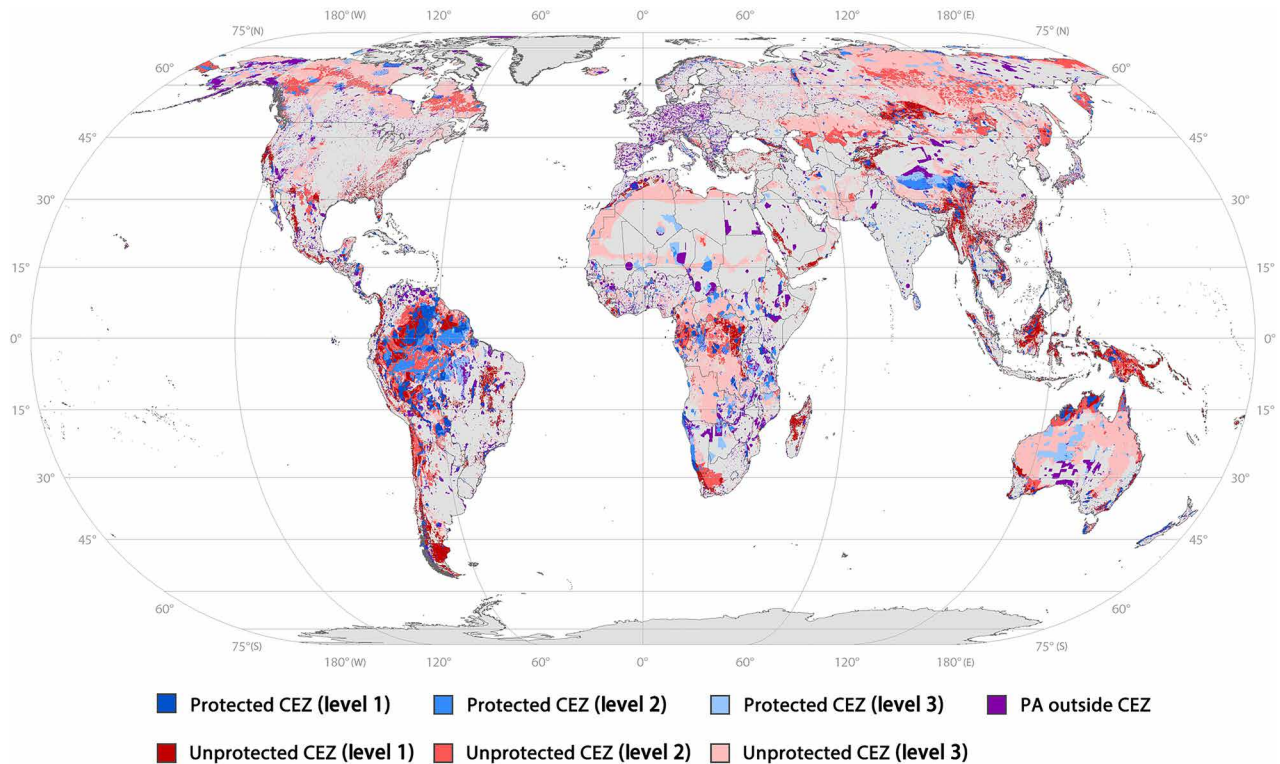 180° (W) 120° 60° 0° 60° 120° 180° (E)
75° (N) 75° (N)
60° 60°
45° 45°
30° 30°
15° 15°
0° 0°
15° 15°
30° 30°
45° 45°
60° 60°
75° (S) 75° (S)
180° (W) 120° 60° 0° 60° 120° 180° (E)
Protected CEZ (level 1) Protected CEZ (level 2) Protected CEZ (level 3) PA outside CEZ
Unprotected CEZ (level 1) Unprotected CEZ (level 2) Unprotected CEZ (level 3)